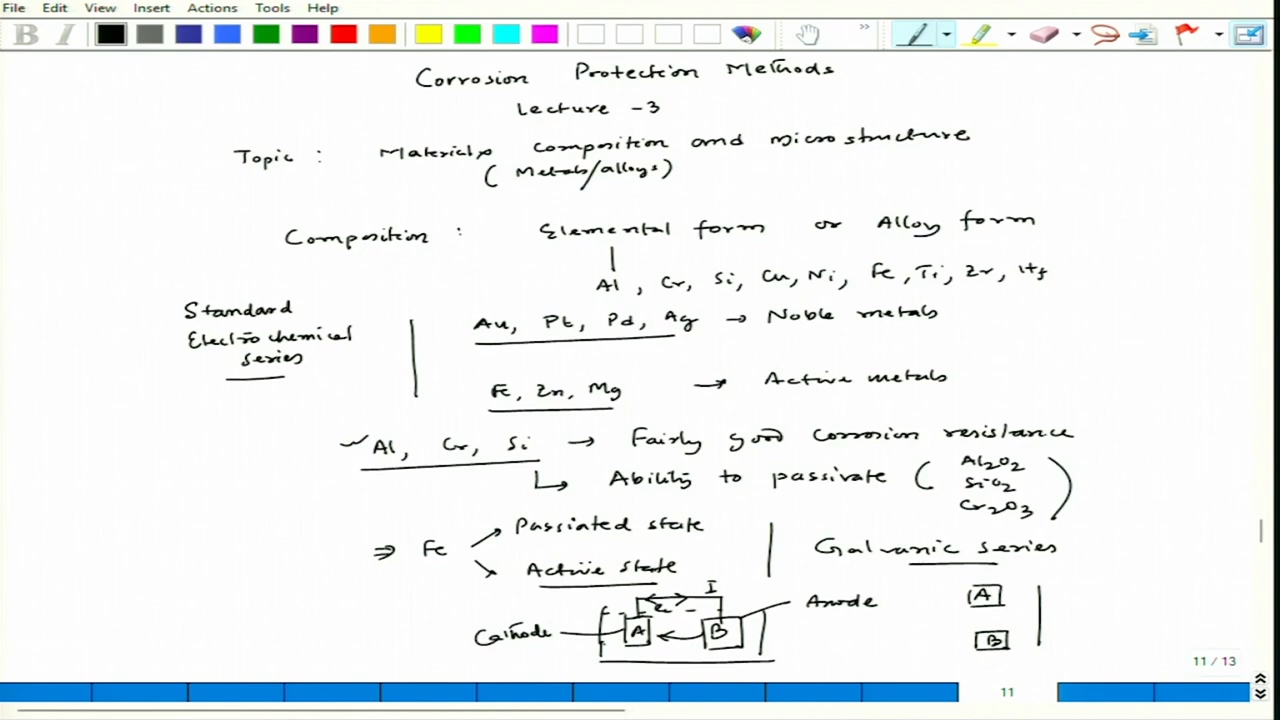 File Edit View Insert Actions Tools Help
B I
»
Corrosion Protection Methods
Lecture -3
Topic : Materials composition and microstructure
( Metals/alloys )
Composition : Elemental form or Alloy form
Al, Cr, Si, Cu, Ni, Fe, Ti, Zr, Hf
Standard
Electrochemical
series
Au, Pt, Pd, Ag → Noble metals
Fe, Zn, Mg → Active metals
Al, Cr, Si → Fairly good corrosion resistance
↳ Ability to passivate ( Al2O2
SiO2
Cr2O3 )
⇒ Fe Passiated state
Active state
Galvanic series
I
e -
Cathode A B Anode
A
B
11 / 13
11